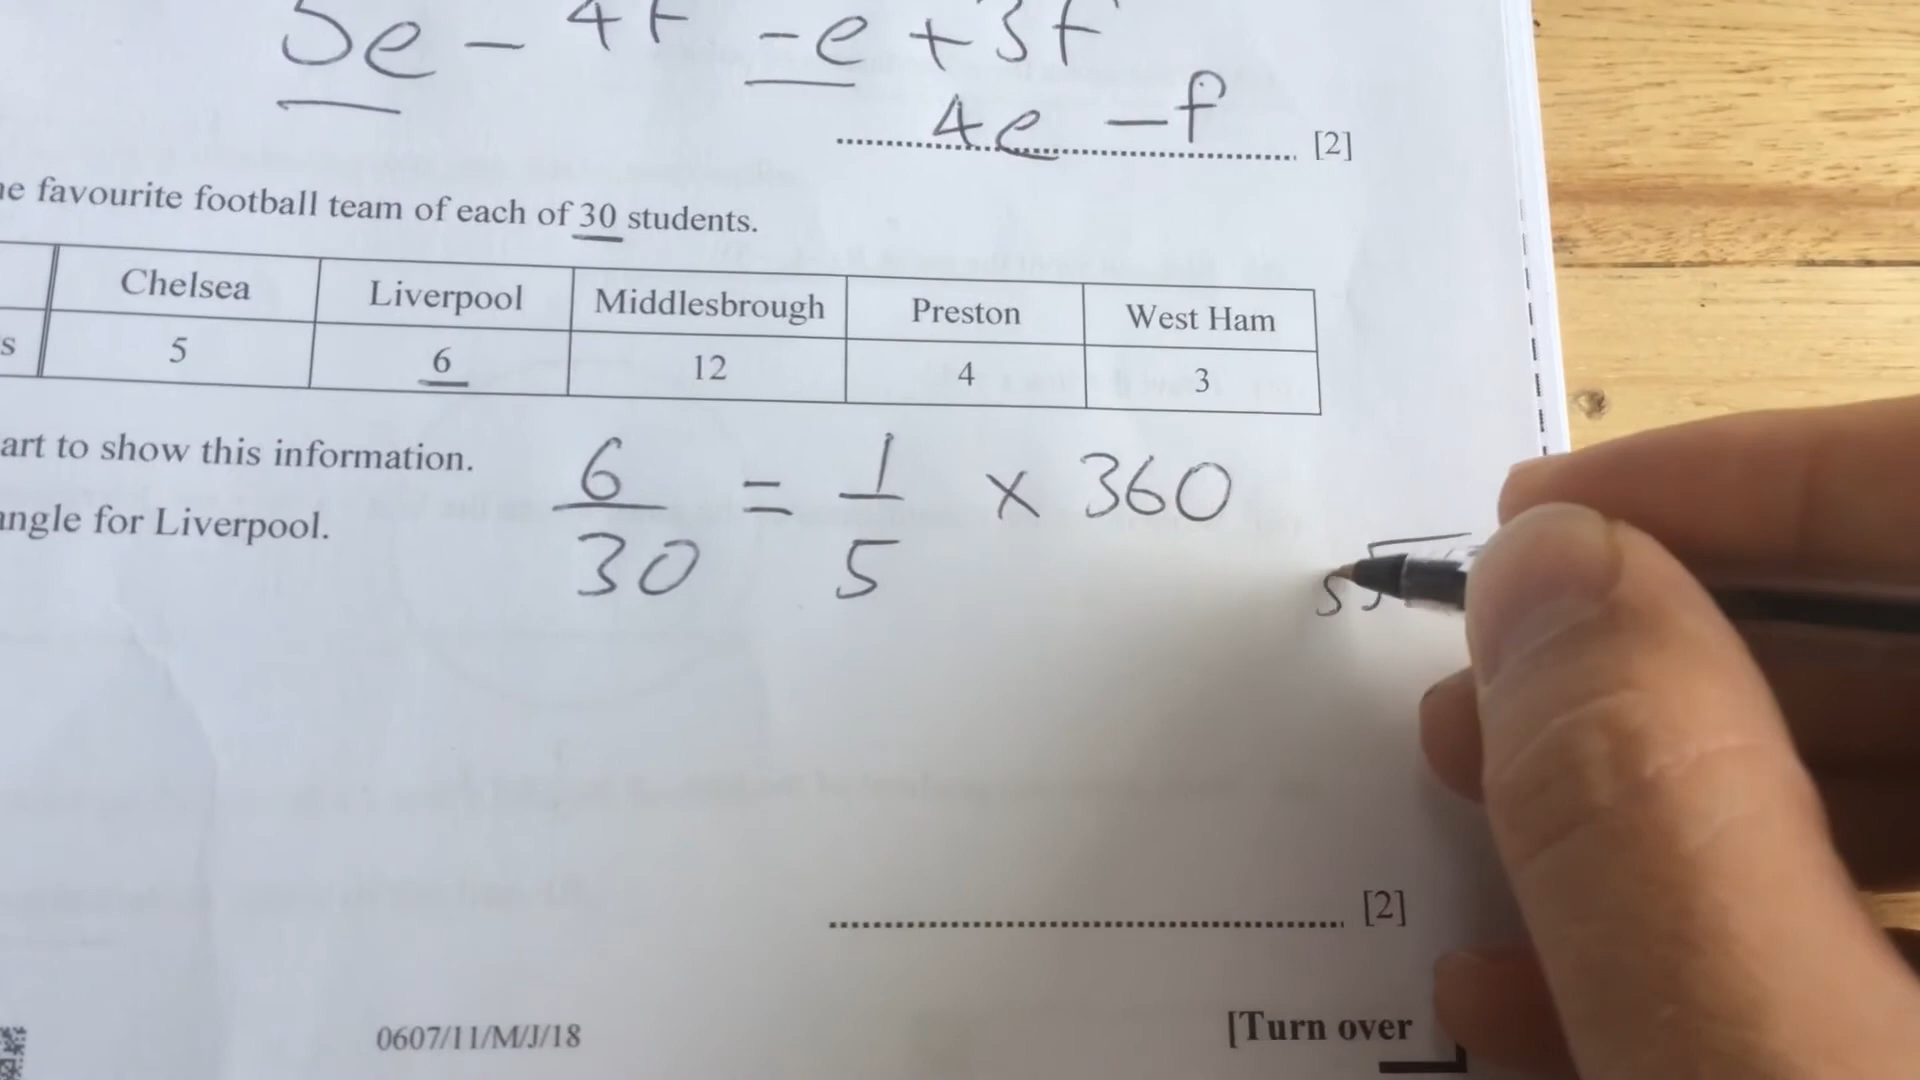 5e - 4f - e + 3f
4e - f [2]
favourite football team of each of 30 students.
Chelsea Liverpool Middlesbrough Preston West Ham
s 5 6 12 4 3
art to show this information.
angle for Liverpool.
6/30 = 1/5 × 360
5
[2]
0607/11/M/J/18
[Turn over